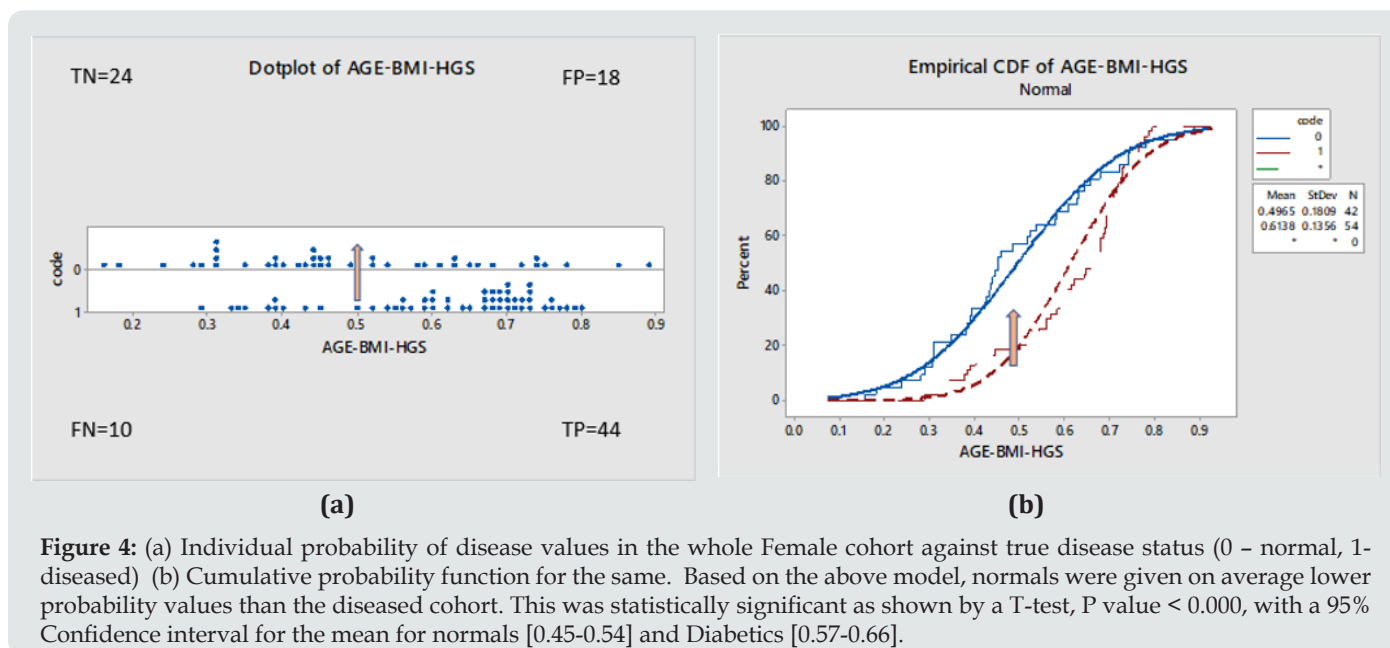 TN=24
Dotplot of AGE-BMI-HGS
FP=18
code
0
1
0.2 0.3 0.4 0.5 0.6 0.7 0.8 0.9
AGE-BMI-HGS
FN=10
TP=44
(a)
Empirical CDF of AGE-BMI-HGS
Normal
100
80
60
40
20
0
Percent
0.0 0.1 0.2 0.3 0.4 0.5 0.6 0.7 0.8 0.9
AGE-BMI-HGS
code
0
1
*
Mean StDev N
0.4965 0.1809 42
0.6138 0.1356 54
* * 0
(b)
Figure 4: (a) Individual probability of disease values in the whole Female cohort against true disease status (0 – normal, 1-
diseased) (b) Cumulative probability function for the same. Based on the above model, normals were given on average lower
probability values than the diseased cohort. This was statistically significant as shown by a T-test, P value < 0.000, with a 95%
Confidence interval for the mean for normals [0.45-0.54] and Diabetics [0.57-0.66].